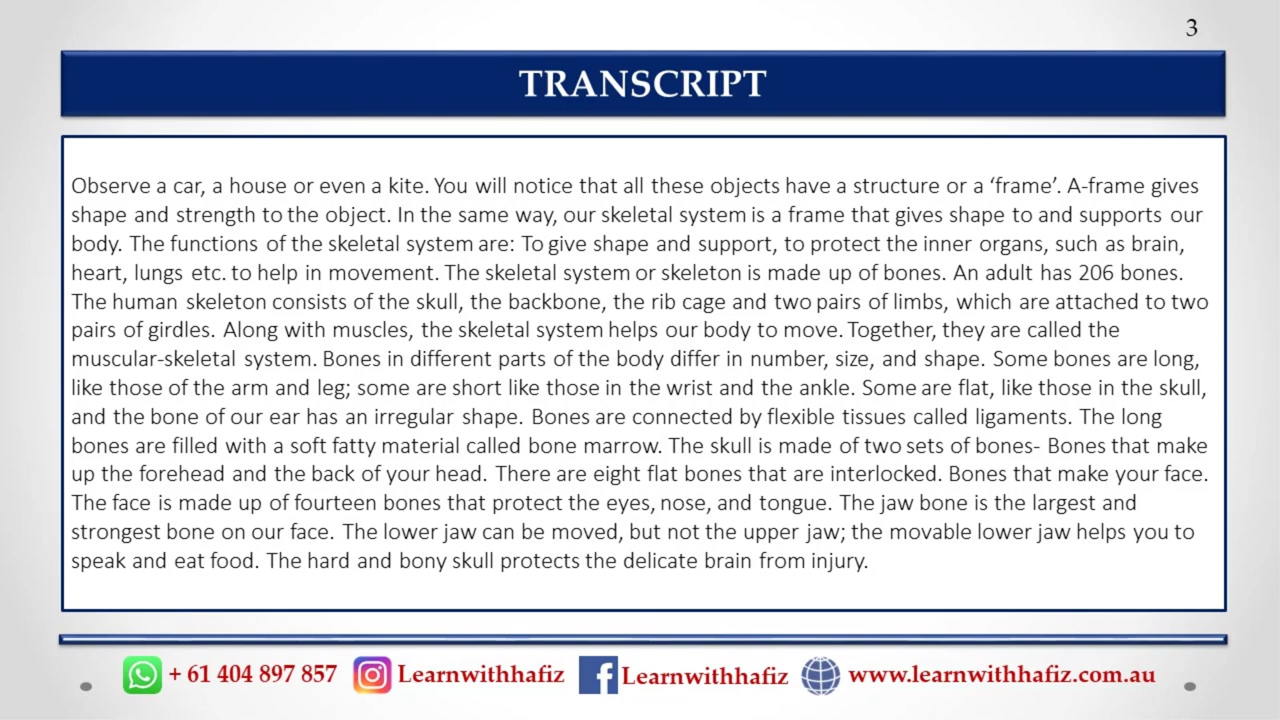 3
TRANSCRIPT
Observe a car, a house or even a kite. You will notice that all these objects have a structure or a ‘frame’. A-frame gives
shape and strength to the object. In the same way, our skeletal system is a frame that gives shape to and supports our
body. The functions of the skeletal system are: To give shape and support, to protect the inner organs, such as brain,
heart, lungs etc. to help in movement. The skeletal system or skeleton is made up of bones. An adult has 206 bones.
The human skeleton consists of the skull, the backbone, the rib cage and two pairs of limbs, which are attached to two
pairs of girdles. Along with muscles, the skeletal system helps our body to move. Together, they are called the
muscular-skeletal system. Bones in different parts of the body differ in number, size, and shape. Some bones are long,
like those of the arm and leg; some are short like those in the wrist and the ankle. Some are flat, like those in the skull,
and the bone of our ear has an irregular shape. Bones are connected by flexible tissues called ligaments. The long
bones are filled with a soft fatty material called bone marrow. The skull is made of two sets of bones- Bones that make
up the forehead and the back of your head. There are eight flat bones that are interlocked. Bones that make your face.
The face is made up of fourteen bones that protect the eyes, nose, and tongue. The jaw bone is the largest and
strongest bone on our face. The lower jaw can be moved, but not the upper jaw; the movable lower jaw helps you to
speak and eat food. The hard and bony skull protects the delicate brain from injury.
+ 61 404 897 857 Learnwithhafiz Learnwithhafiz www.learnwithhafiz.com.au